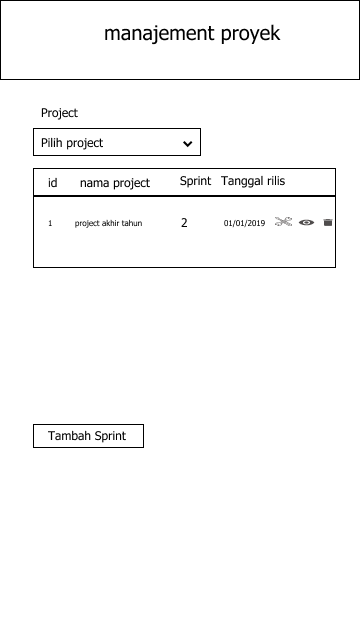 manajement proyek
Project
Pilih project
id nama project Sprint Tanggal rilis
1 project akhir tahun 2 01/01/2019
Tambah Sprint